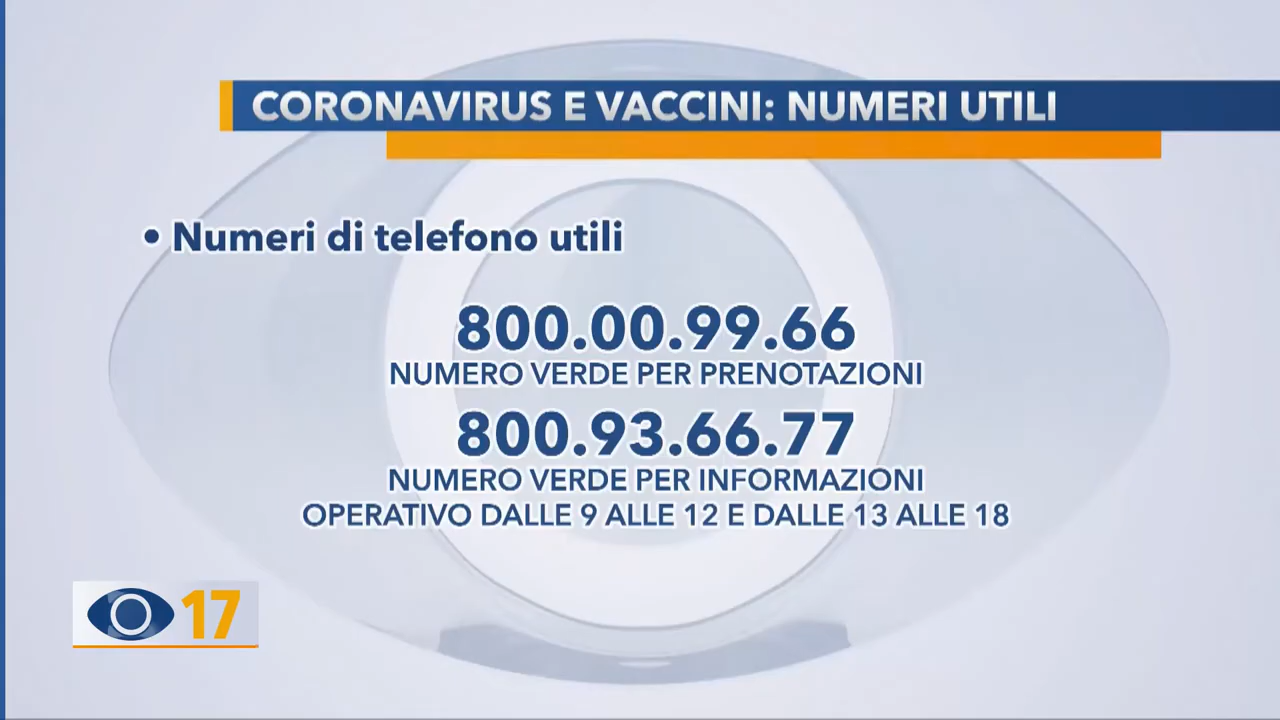 CORONAVIRUS E VACCINI: NUMERI UTILI
• Numeri di telefono utili
800.00.99.66
NUMERO VERDE PER PRENOTAZIONI
800.93.66.77
NUMERO VERDE PER INFORMAZIONI
OPERATIVO DALLE 9 ALLE 12 E DALLE 13 ALLE 18
17